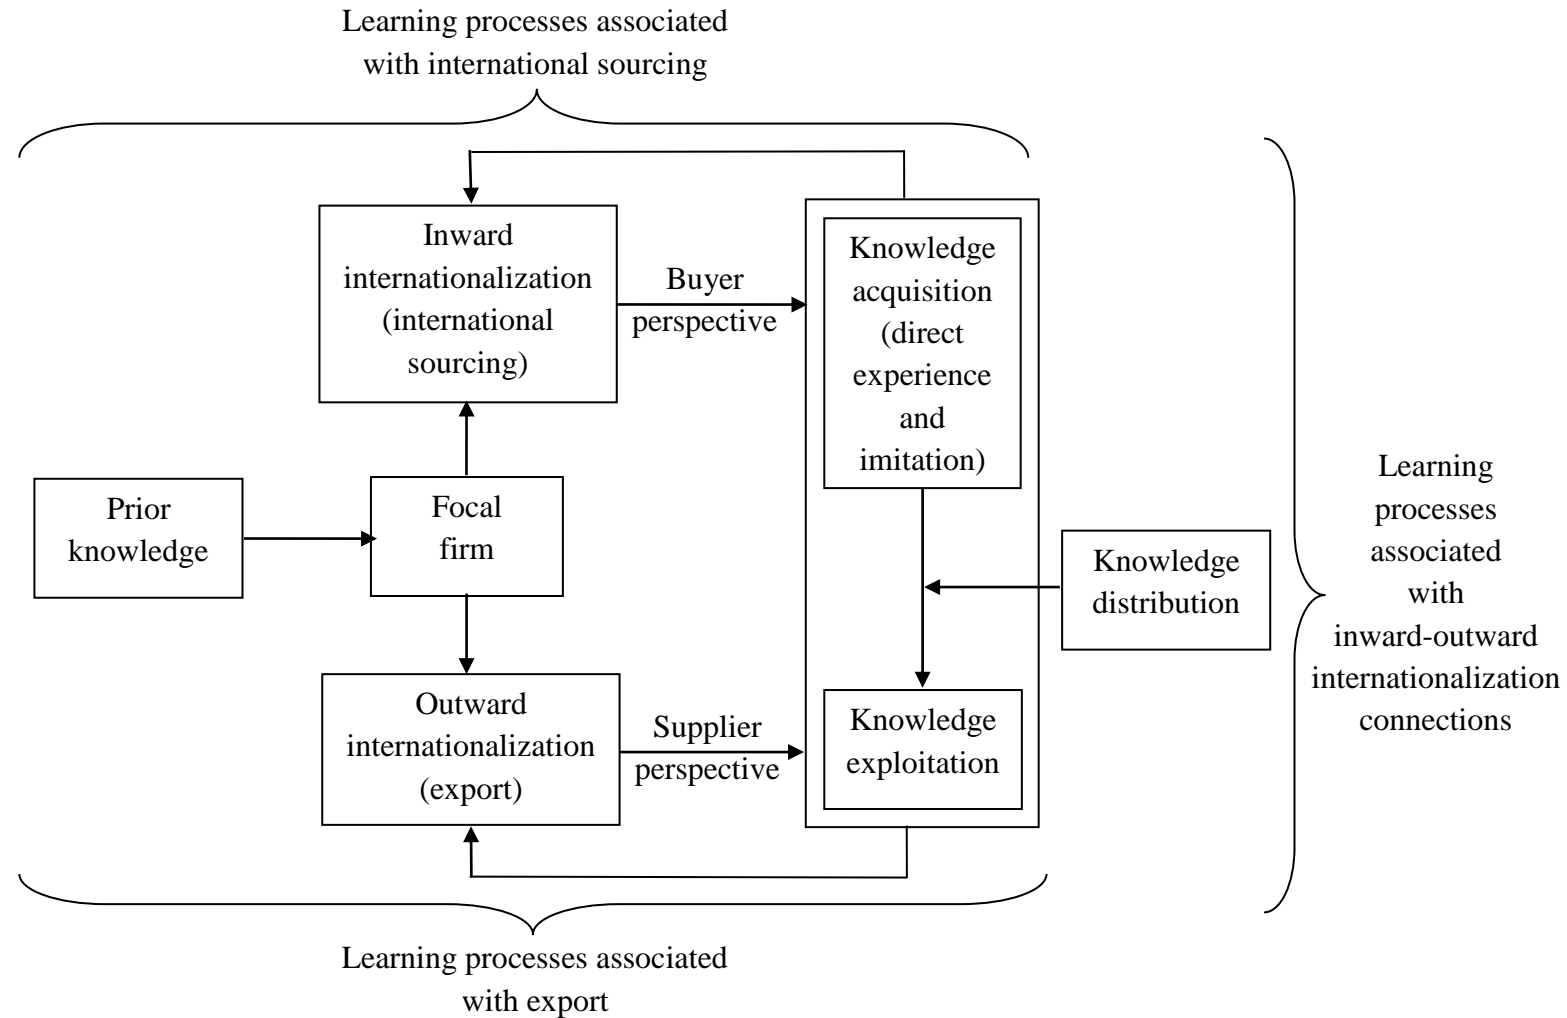 Learning processes associated
with international sourcing
Inward
internationalization
(international
sourcing)
Buyer
perspective
Knowledge
acquisition
(direct
experience
and
imitation)
Prior
knowledge
Focal
firm
Knowledge
distribution
Learning
processes
associated
with
inward-outward
internationalization
connections
Outward
internationalization
(export)
Supplier
perspective
Knowledge
exploitation
Learning processes associated
with export